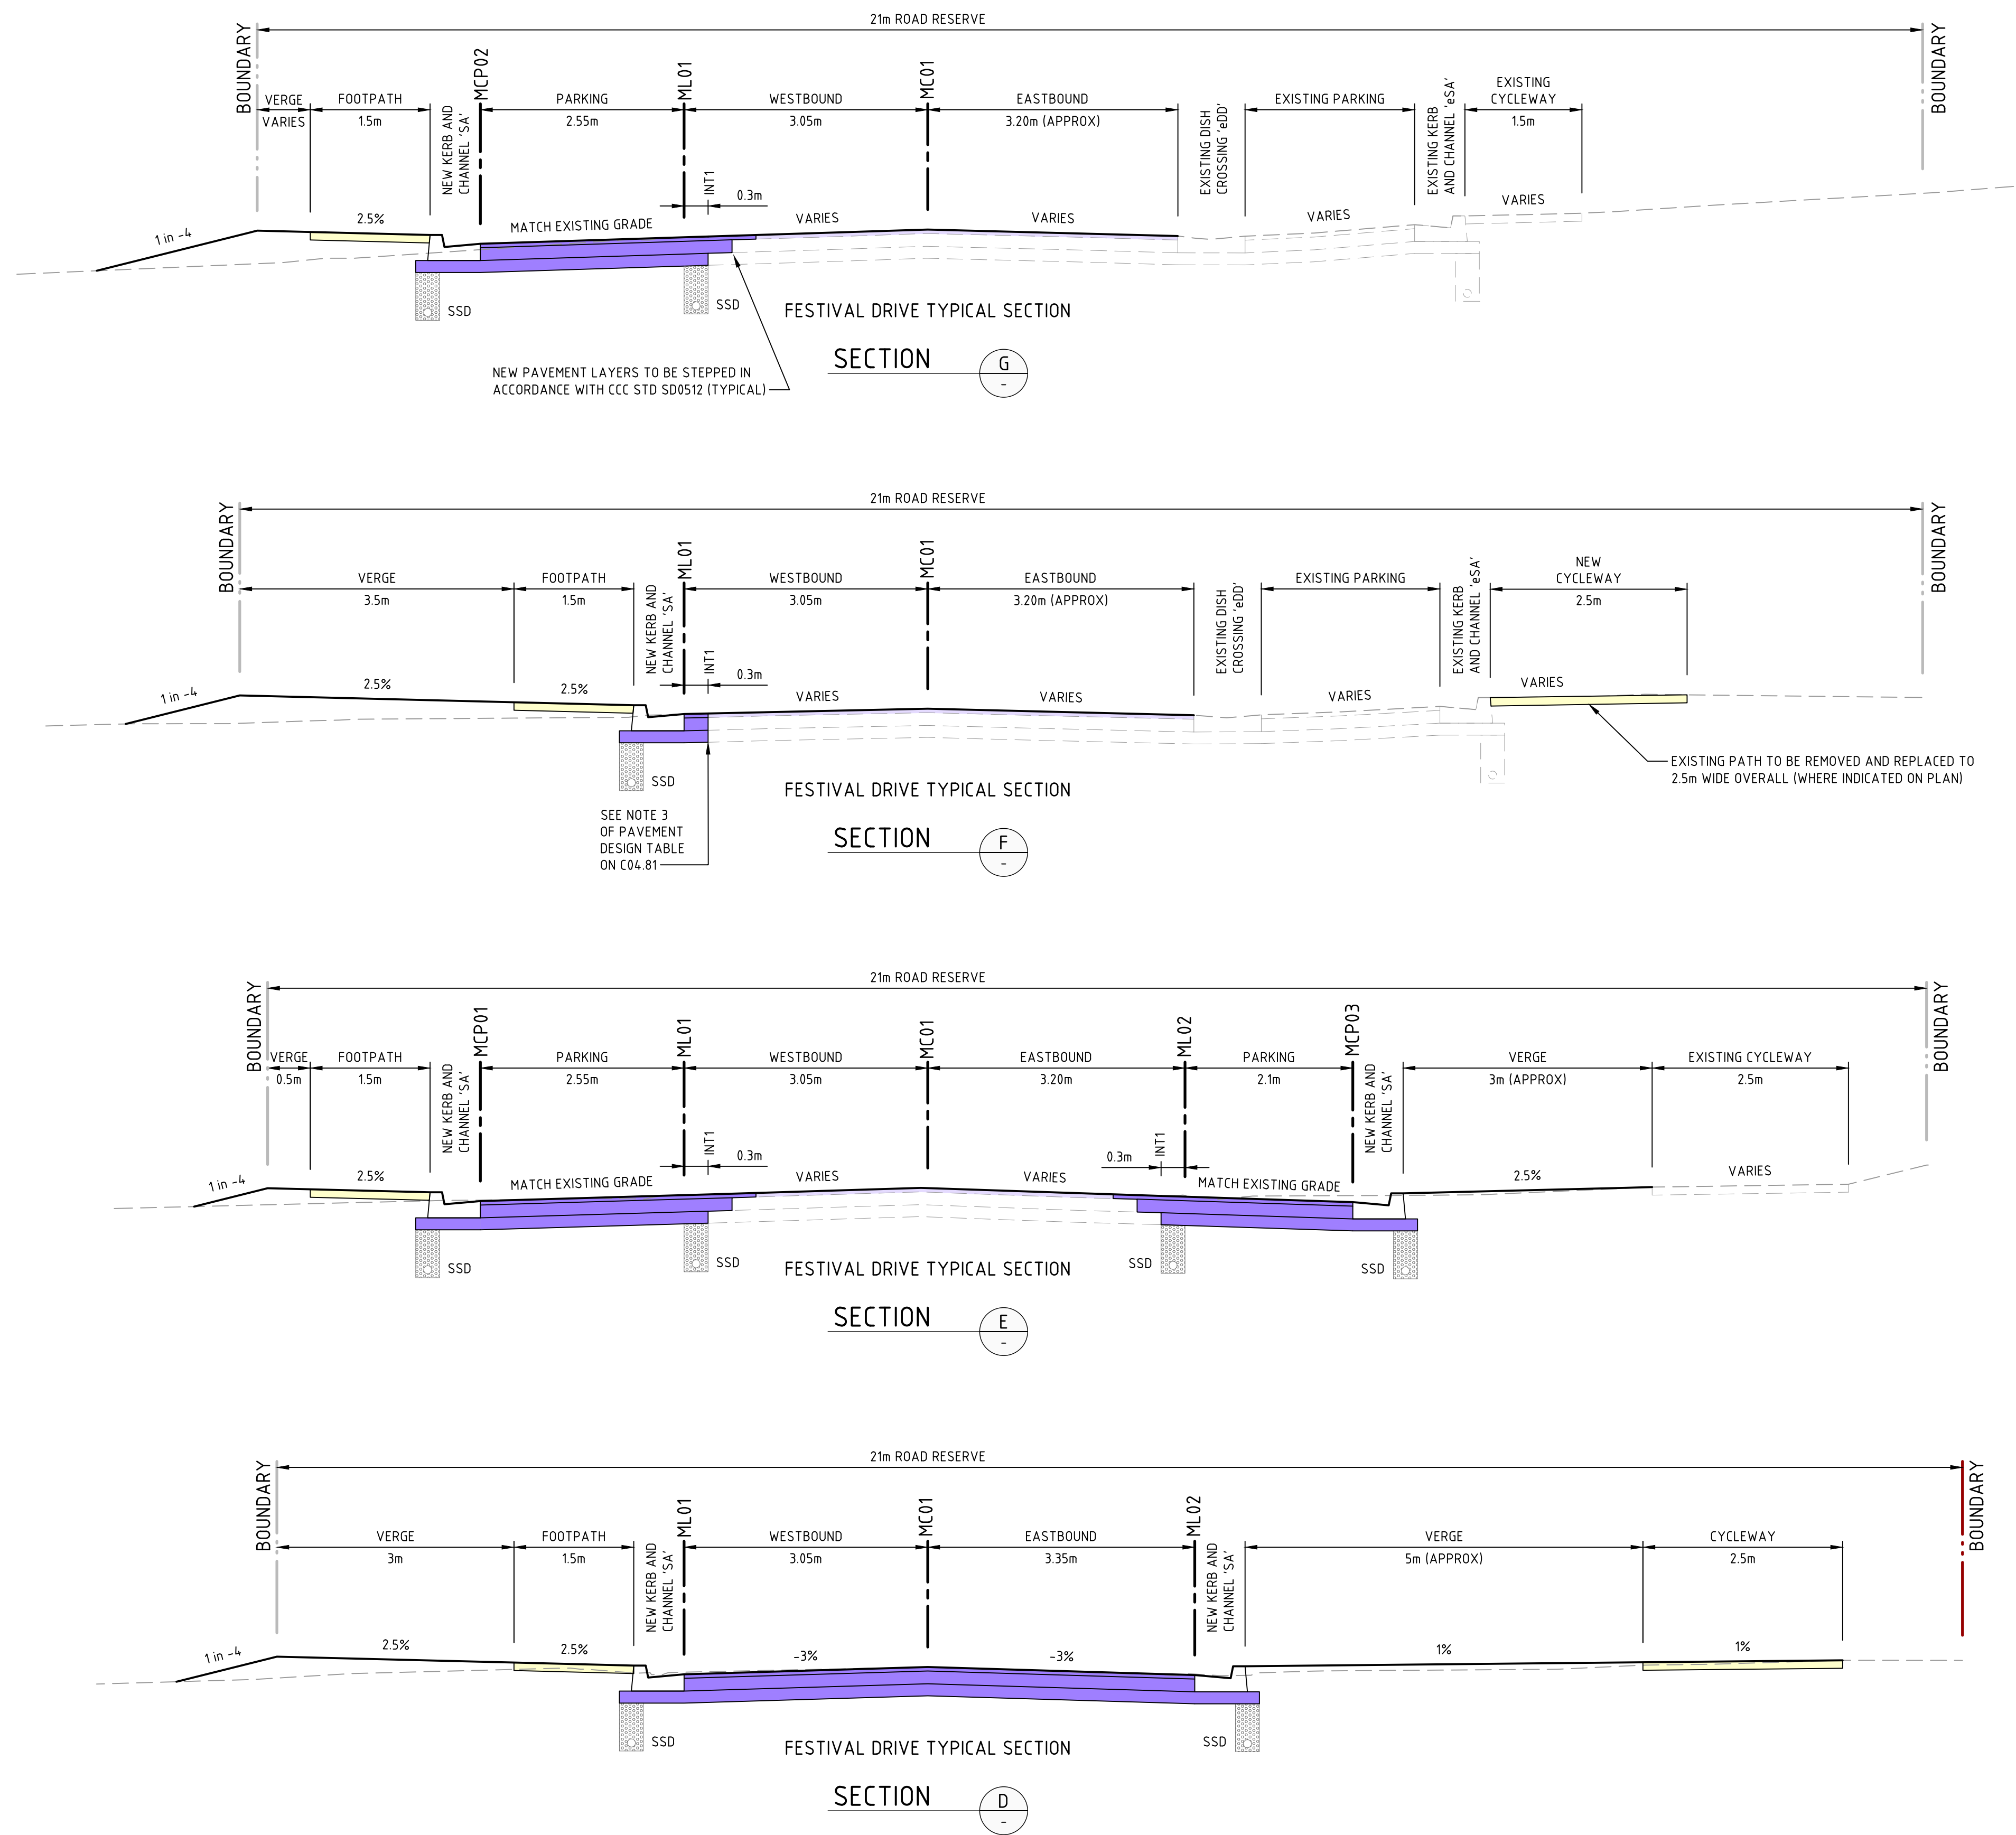 21m ROAD RESERVE
BOUNDARY
VERGE
VARIES
FOOTPATH
1.5m
NEW KERB AND
CHANNEL 'SA'
MCP02
PARKING
2.55m
ML01
WESTBOUND
3.05m
MC01
EASTBOUND
3.20m (APPROX)
EXISTING DISH
CROSSING 'eDD'
EXISTING PARKING
EXISTING KERB
AND CHANNEL 'eSA'
EXISTING
CYCLEWAY
1.5m
BOUNDARY
1 in -4
2.5%
MATCH EXISTING GRADE
INT1
0.3m
VARIES
VARIES
VARIES
VARIES
SSD
SSD
FESTIVAL DRIVE TYPICAL SECTION
NEW PAVEMENT LAYERS TO BE STEPPED IN
ACCORDANCE WITH CCC STD SD0512 (TYPICAL)
SECTION
G
-
21m ROAD RESERVE
BOUNDARY
VERGE
3.5m
FOOTPATH
1.5m
NEW KERB AND
CHANNEL 'SA'
ML01
WESTBOUND
3.05m
MC01
EASTBOUND
3.20m (APPROX)
EXISTING DISH
CROSSING 'eDD'
EXISTING PARKING
EXISTING KERB
AND CHANNEL 'eSA'
NEW
CYCLEWAY
2.5m
BOUNDARY
1 in -4
2.5%
2.5%
INT1
0.3m
VARIES
VARIES
VARIES
VARIES
SSD
FESTIVAL DRIVE TYPICAL SECTION
EXISTING PATH TO BE REMOVED AND REPLACED TO
2.5m WIDE OVERALL (WHERE INDICATED ON PLAN)
SEE NOTE 3
OF PAVEMENT
DESIGN TABLE
ON C04.81
SECTION
F
-
21m ROAD RESERVE
BOUNDARY
VERGE
0.5m
FOOTPATH
1.5m
NEW KERB AND
CHANNEL 'SA'
MCP01
PARKING
2.55m
ML01
WESTBOUND
3.05m
MC01
EASTBOUND
3.20m
ML02
PARKING
2.1m
MCP03
NEW KERB AND
CHANNEL 'SA'
VERGE
3m (APPROX)
EXISTING CYCLEWAY
2.5m
BOUNDARY
1 in -4
2.5%
MATCH EXISTING GRADE
INT1
0.3m
VARIES
VARIES
0.3m
INT1
MATCH EXISTING GRADE
2.5%
VARIES
SSD
SSD
SSD
SSD
FESTIVAL DRIVE TYPICAL SECTION
SECTION
E
-
21m ROAD RESERVE
BOUNDARY
VERGE
3m
FOOTPATH
1.5m
NEW KERB AND
CHANNEL 'SA'
ML01
WESTBOUND
3.05m
MC01
EASTBOUND
3.35m
ML02
NEW KERB AND
CHANNEL 'SA'
VERGE
5m (APPROX)
CYCLEWAY
2.5m
BOUNDARY
1 in -4
2.5%
2.5%
-3%
-3%
1%
1%
SSD
SSD
FESTIVAL DRIVE TYPICAL SECTION
SECTION
D
-